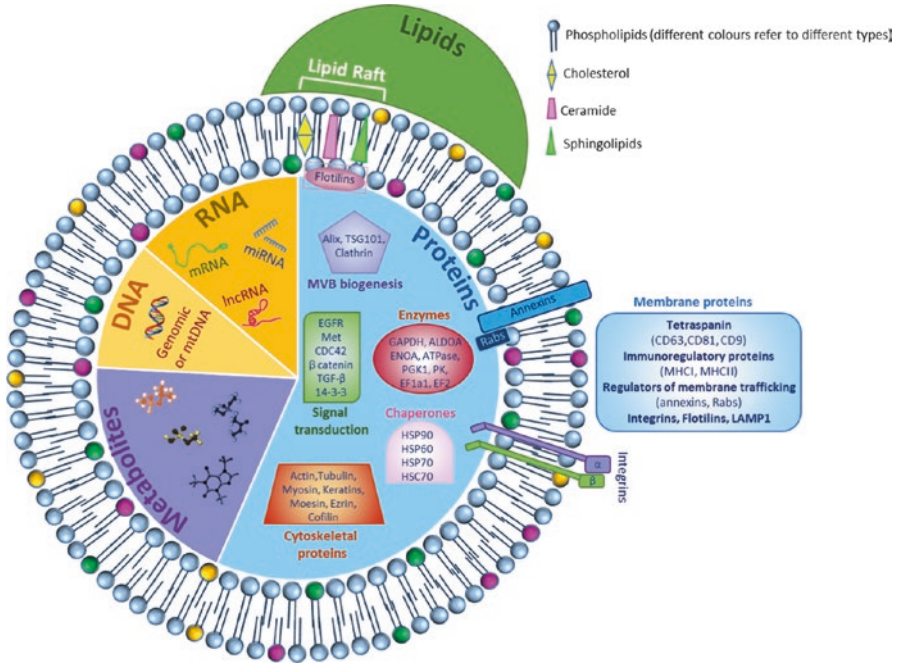 Lipids
Lipid Raft
Phospholipids (different colours refer to different types)
Cholesterol
Ceramide
Sphingolipids
Flotilins
RNA
mRNA
miRNA
lncRNA
DNA
Genomic
or mtDNA
Metabolites
Proteins
Alix, TSG101,
Clathrin
MVB biogenesis
EGFR
Met
CDC42
β catenin
TGF-β
14-3-3
Signal
transduction
Enzymes
GAPDH, ALDOA
ENOA, ATPase,
PGK1, PK,
EF1a1, EF2
Chaperones
HSP90
HSP60
HSP70
HSC70
Actin,Tubulin,
Myosin, Keratins,
Moesin, Ezrin,
Cofilin
Cytoskeletal
proteins
Annexins
Rabs
α
β
Integrins
Membrane proteins
Tetraspanin
(CD63,CD81, CD9)
Immunoregulatory proteins
(MHCI, MHCII)
Regulators of membrane trafficking
(annexins, Rabs)
Integrins, Flotilins, LAMP1